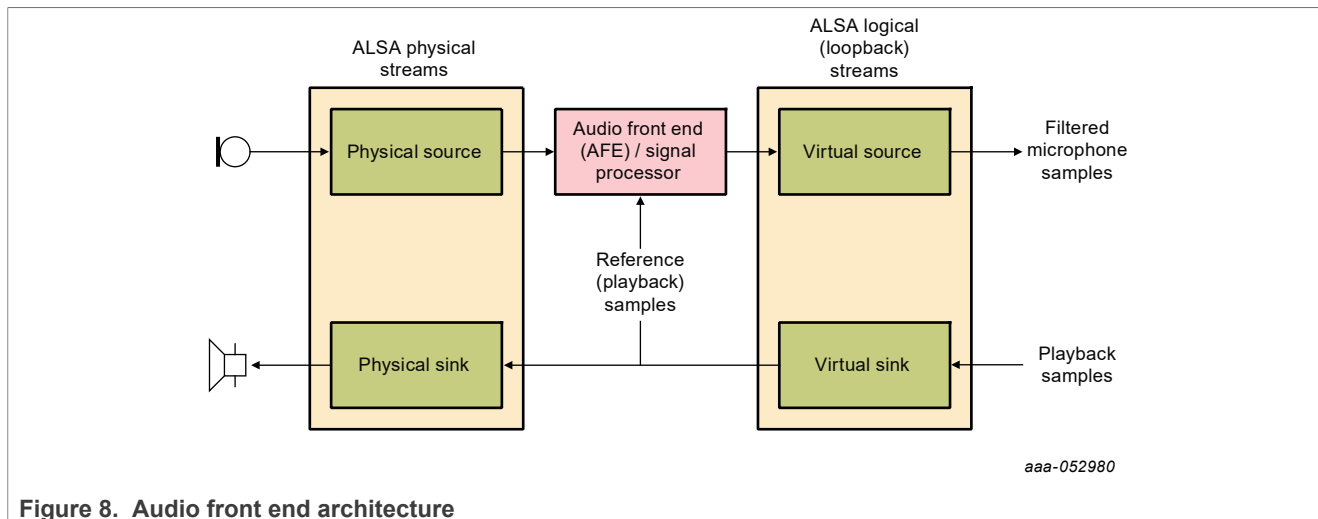 ALSA physical
streams
ALSA logical
(loopback)
streams
Physical source
Audio front end
(AFE) / signal
processor
Virtual source
Filtered
microphone
samples
Reference
(playback)
samples
Physical sink
Virtual sink
Playback
samples
aaa-052980
Figure 8. Audio front end architecture